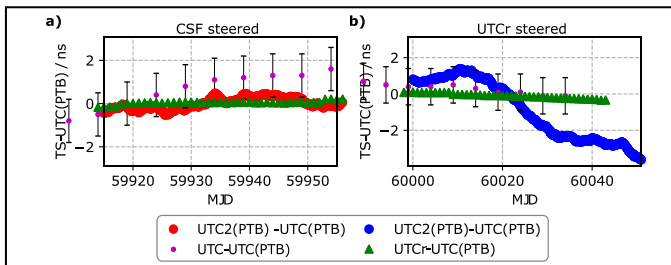 a)
CSF steered
TS-UTC(PTB) / ns
2
0
−2
59920
59930
59940
59950
MJD
b)
UTCr steered
TS-UTC(PTB) / ns
2
0
−2
60000
60020
60040
MJD
UTC2(PTB) -UTC(PTB)
UTC2(PTB)-UTC(PTB)
UTC-UTC(PTB)
UTCr-UTC(PTB)